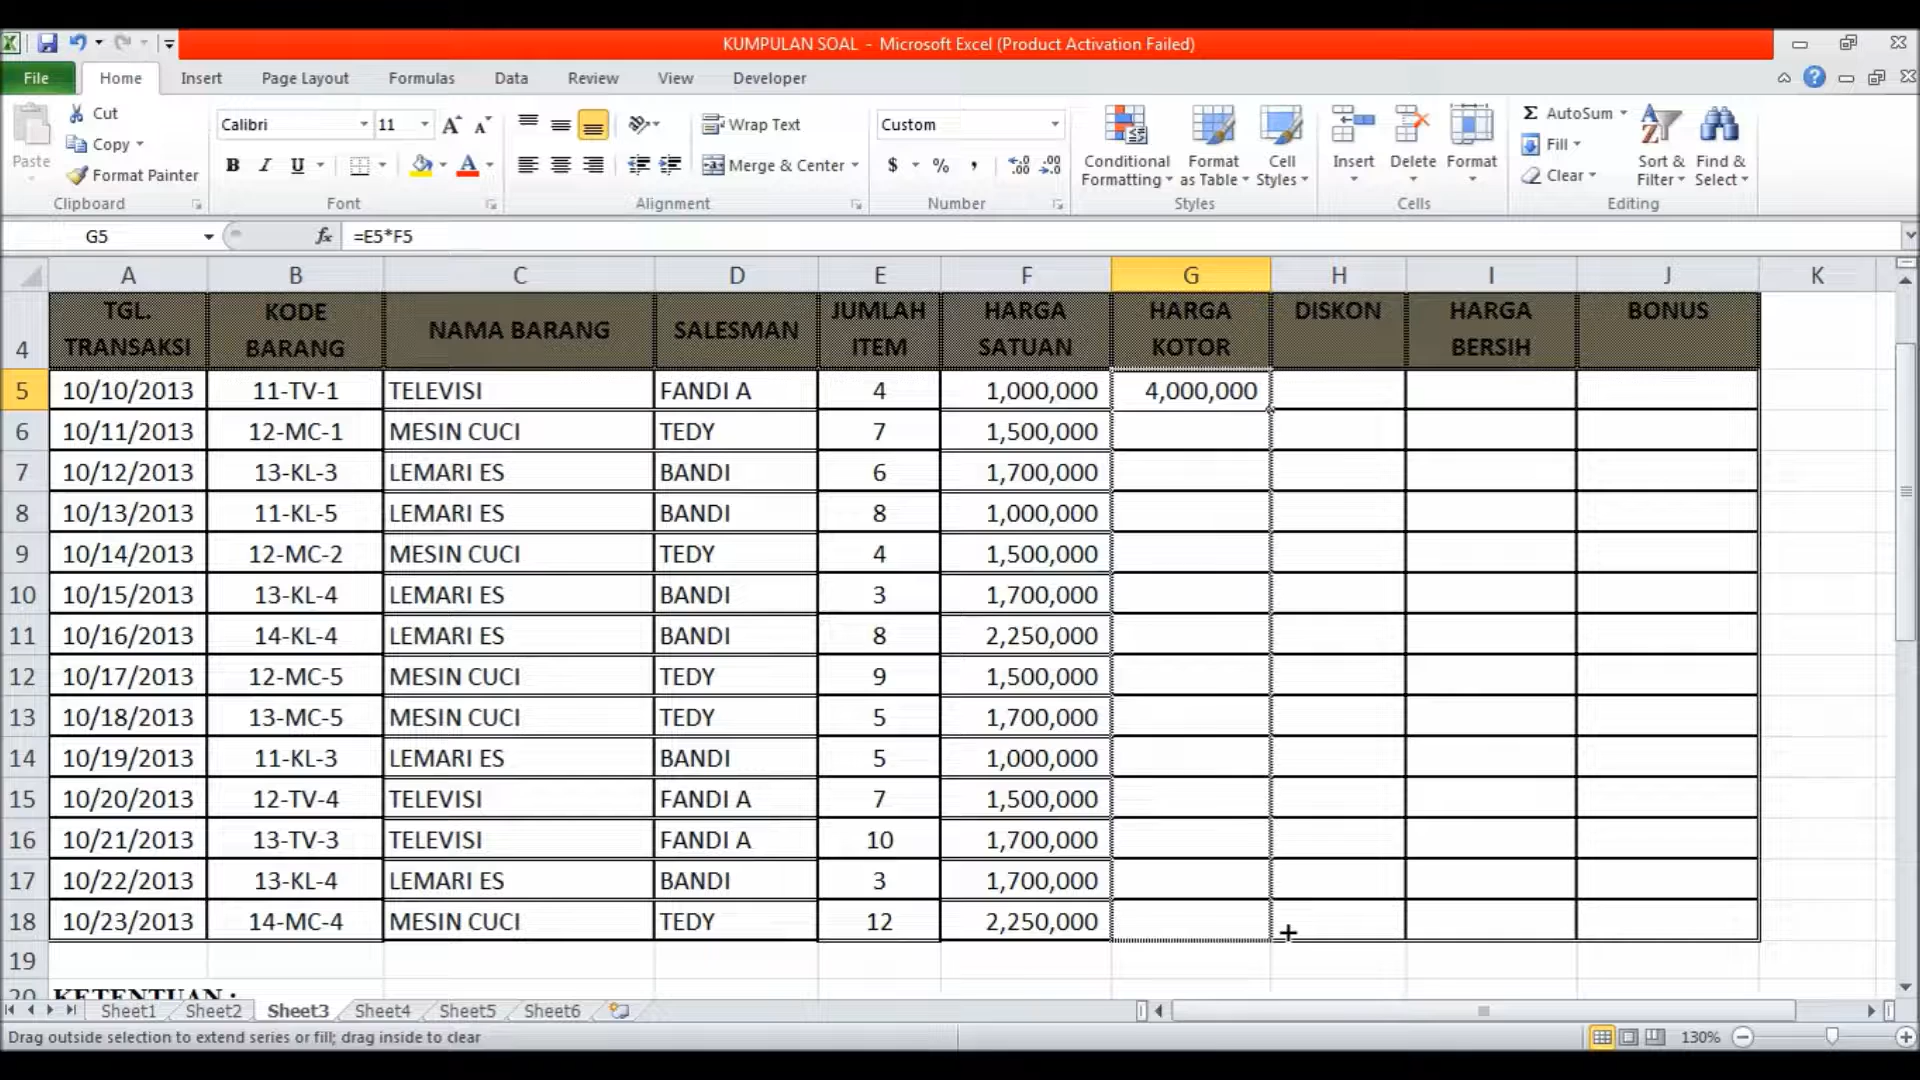 KUMPULAN SOAL - Microsoft Excel (Product Activation Failed)
File Home Insert Page Layout Formulas Data Review View Developer
Paste Cut Copy Format Painter Clipboard
Calibri 11 B I U Font
Wrap Text Merge & Center Alignment
Custom $ % , Number
Conditional Formatting Format as Table Cell Styles Styles
Insert Delete Format Cells
Σ AutoSum Fill Clear Sort & Filter Find & Select Editing
G5 fx =E5*F5
A B C D E F G H I J K
4 TGL. TRANSAKSI KODE BARANG NAMA BARANG SALESMAN JUMLAH ITEM HARGA SATUAN HARGA KOTOR DISKON HARGA BERSIH BONUS
5 10/10/2013 11-TV-1 TELEVISI FANDI A 4 1,000,000 4,000,000
6 10/11/2013 12-MC-1 MESIN CUCI TEDY 7 1,500,000
7 10/12/2013 13-KL-3 LEMARI ES BANDI 6 1,700,000
8 10/13/2013 11-KL-5 LEMARI ES BANDI 8 1,000,000
9 10/14/2013 12-MC-2 MESIN CUCI TEDY 4 1,500,000
10 10/15/2013 13-KL-4 LEMARI ES BANDI 3 1,700,000
11 10/16/2013 14-KL-4 LEMARI ES BANDI 8 2,250,000
12 10/17/2013 12-MC-5 MESIN CUCI TEDY 9 1,500,000
13 10/18/2013 13-MC-5 MESIN CUCI TEDY 5 1,700,000
14 10/19/2013 11-KL-3 LEMARI ES BANDI 5 1,000,000
15 10/20/2013 12-TV-4 TELEVISI FANDI A 7 1,500,000
16 10/21/2013 13-TV-3 TELEVISI FANDI A 10 1,700,000
17 10/22/2013 13-KL-4 LEMARI ES BANDI 3 1,700,000
18 10/23/2013 14-MC-4 MESIN CUCI TEDY 12 2,250,000
19
20 KETENTUAN :
Sheet1 Sheet2 Sheet3 Sheet4 Sheet5 Sheet6
Drag outside selection to extend series or fill; drag inside to clear 130%